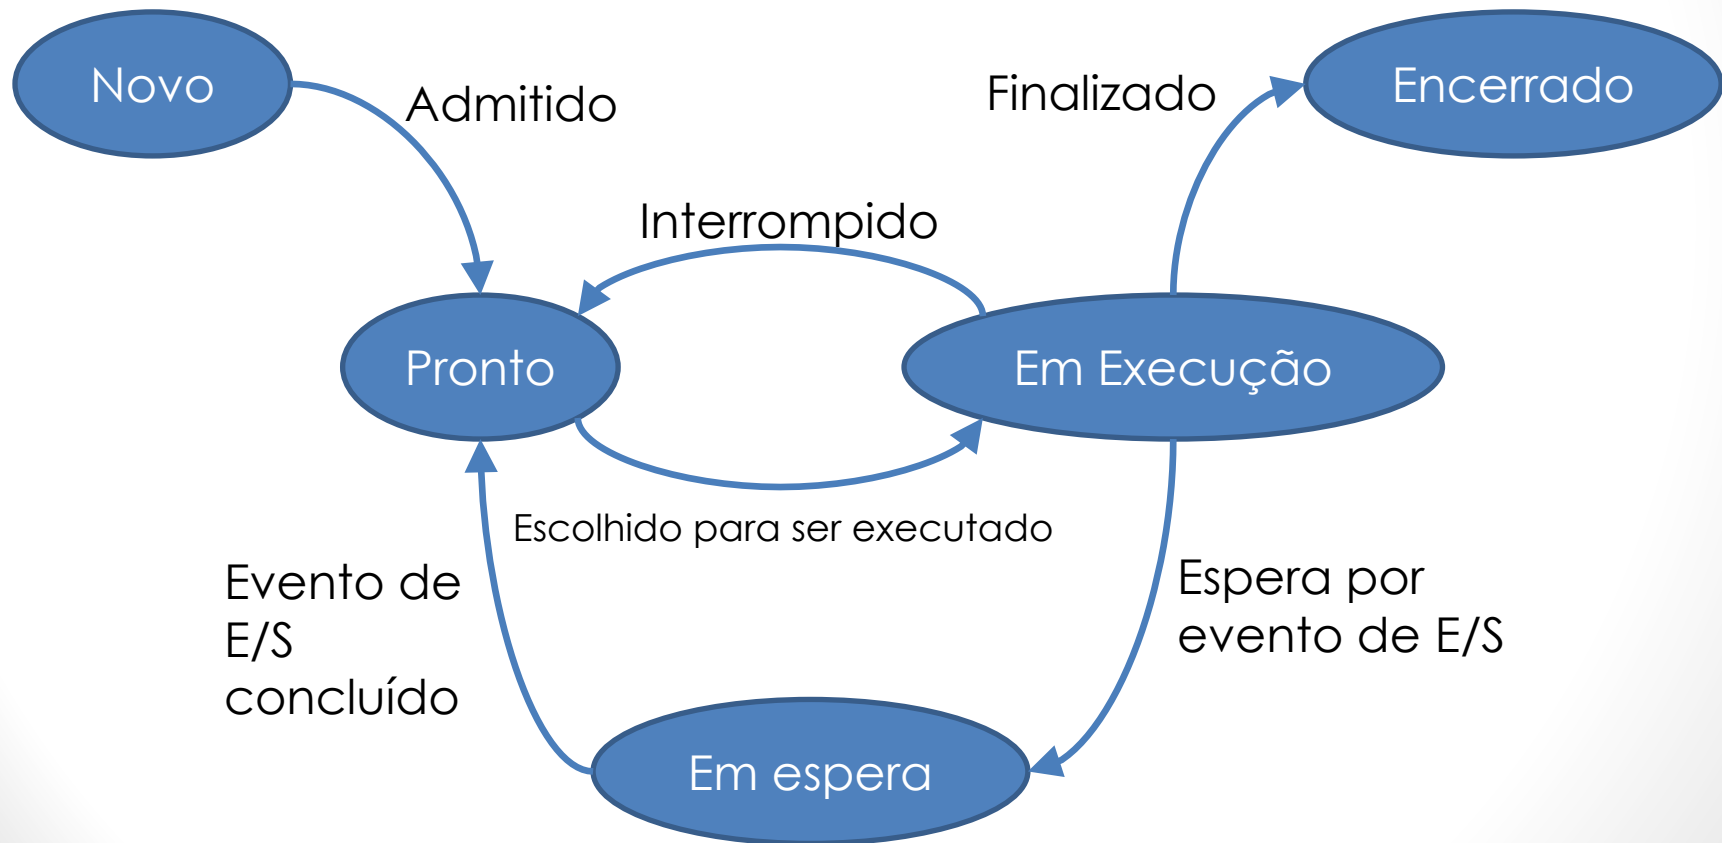 Novo
Admitido
Finalizado
Encerrado
Interrompido
Pronto
Em Execução
Escolhido para ser executado
Evento de
E/S
concluído
Espera por
evento de E/S
Em espera